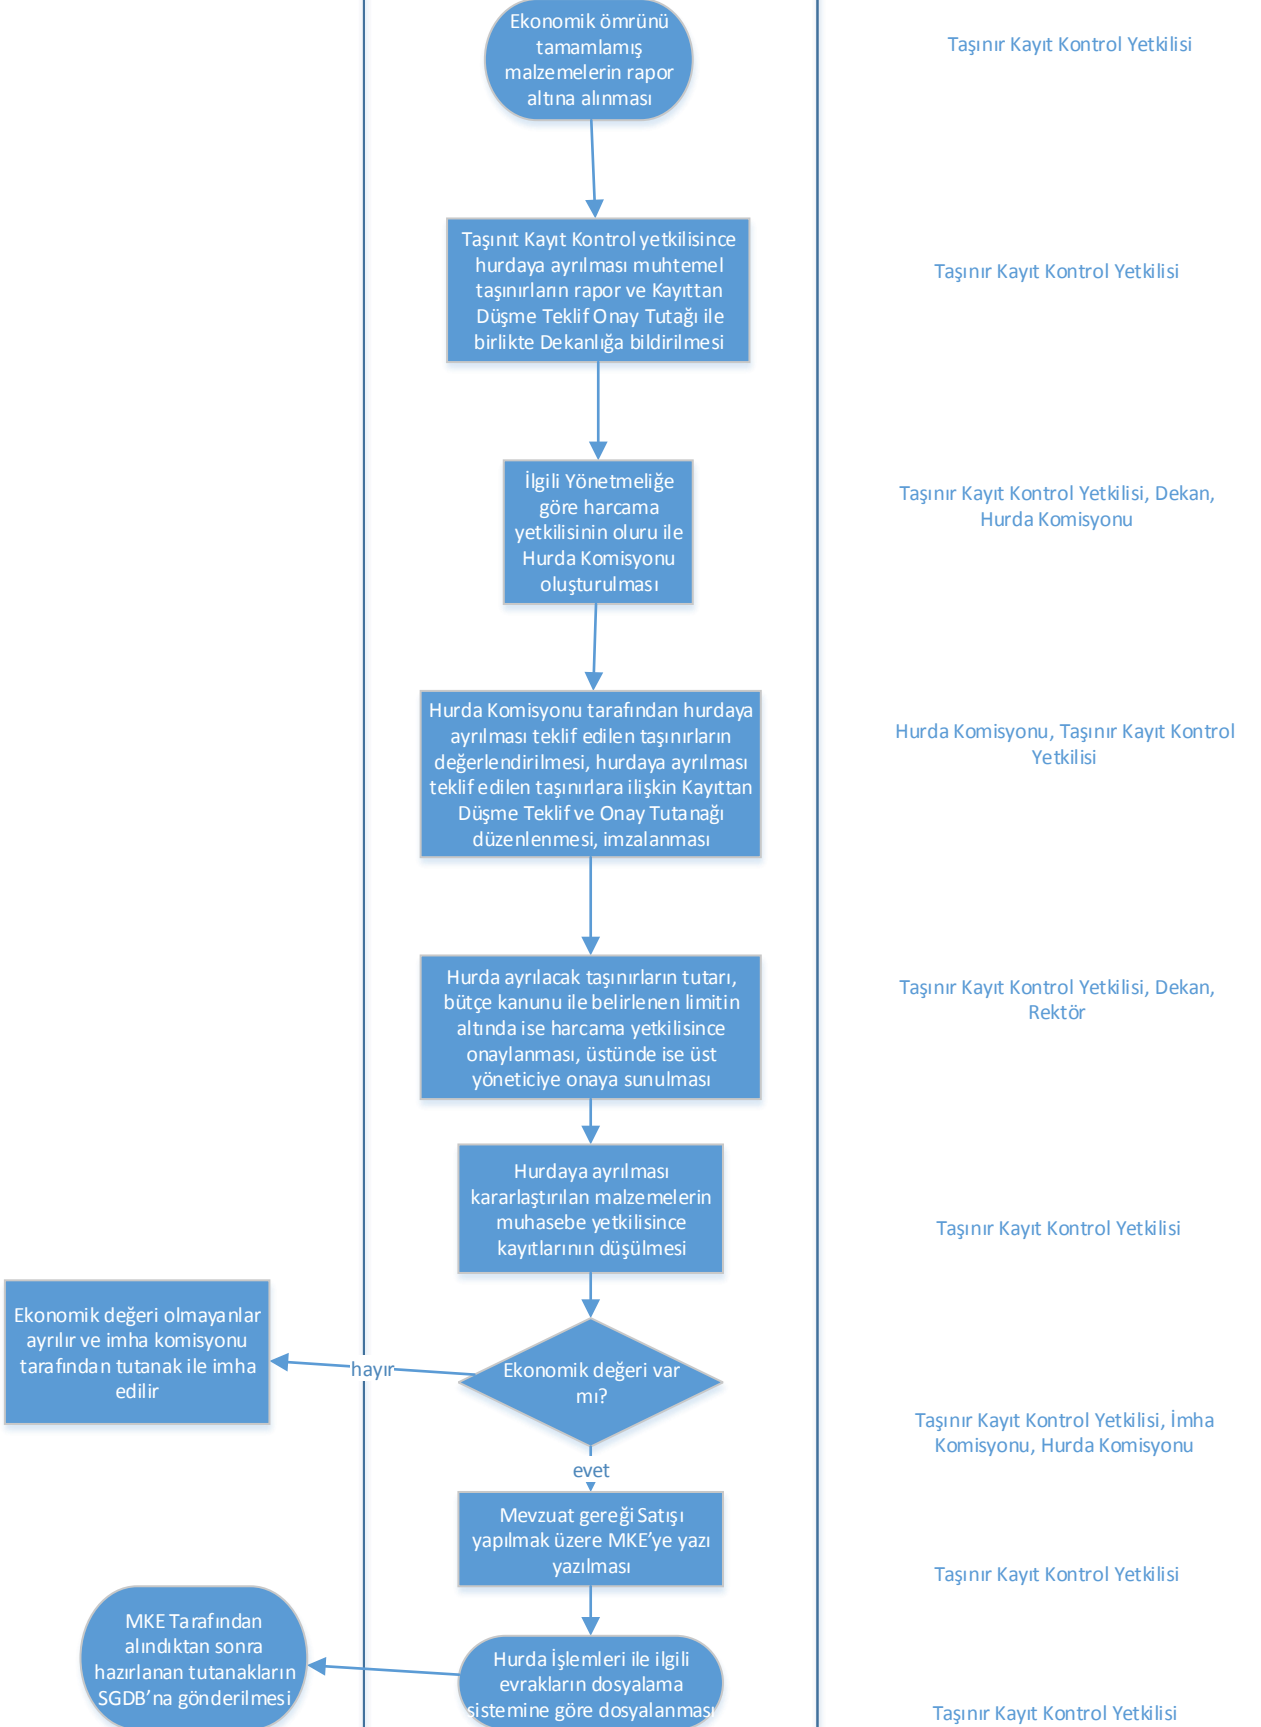 Ekonomik ömrünü
tamamlamış
malzemelerin rapor
altına alınması
Taşınır Kayıt Kontrol Yetkilisi
Taşınıt Kayıt Kontrol yetkilisince
hurdaya ayrılması muhtemel
taşınırların rapor ve Kayıttan
Düşme Teklif Onay Tutağı ile
birlikte Dekanlığa bildirilmesi
Taşınır Kayıt Kontrol Yetkilisi
İlgili Yönetmeliğe
göre harcama
yetkilisinin oluru ile
Hurda Komisyonu
oluşturulması
Taşınır Kayıt Kontrol Yetkilisi, Dekan,
Hurda Komisyonu
Hurda Komisyonu tarafından hurdaya
ayrılması teklif edilen taşınırların
değerlendirilmesi, hurdaya ayrılması
teklif edilen taşınırlara ilişkin Kayıttan
Düşme Teklif ve Onay Tutanağı
düzenlenmesi, imzalanması
Hurda Komisyonu, Taşınır Kayıt Kontrol
Yetkilisi
Hurda ayrılacak taşınırların tutarı,
bütçe kanunu ile belirlenen limitin
altında ise harcama yetkilisince
onaylanması, üstünde ise üst
yöneticiye onaya sunulması
Taşınır Kayıt Kontrol Yetkilisi, Dekan,
Rektör
Hurdaya ayrılması
kararlaştırılan malzemelerin
muhasebe yetkilisince
kayıtlarının düşülmesi
Taşınır Kayıt Kontrol Yetkilisi
Ekonomik değeri olmayanlar
ayrılır ve imha komisyonu
tarafından tutanak ile imha
edilir
hayır
Ekonomik değeri var
mı?
Taşınır Kayıt Kontrol Yetkilisi, İmha
Komisyonu, Hurda Komisyonu
evet
Mevzuat gereği Satışı
yapılmak üzere MKE’ye yazı
yazılması
Taşınır Kayıt Kontrol Yetkilisi
MKE Tarafından
alındıktan sonra
hazırlanan tutanakların
SGDB’na gönderilmesi
Hurda İşlemleri ile ilgili
evrakların dosyalama
sistemine göre dosyalanması
Taşınır Kayıt Kontrol Yetkilisi